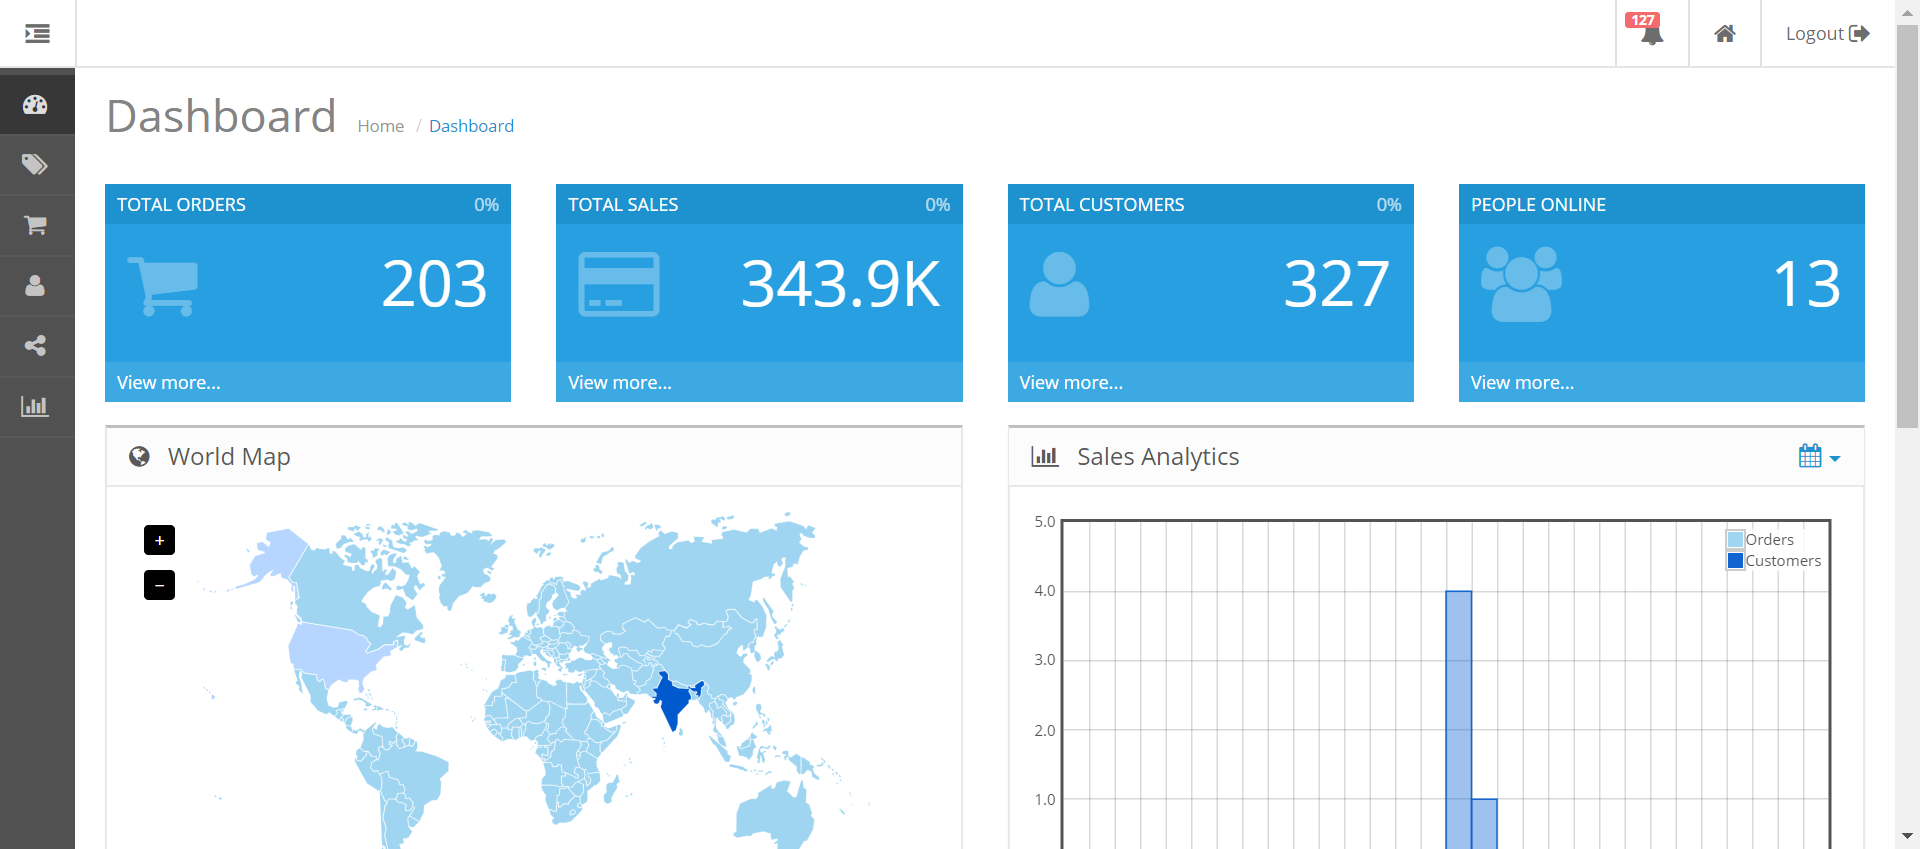 127
Logout
Dashboard
Home / Dashboard
TOTAL ORDERS 0%
203
View more...
TOTAL SALES 0%
343.9K
View more...
TOTAL CUSTOMERS 0%
327
View more...
PEOPLE ONLINE
13
View more...
World Map
+
−
Sales Analytics
5.0
4.0
3.0
2.0
1.0
Orders
Customers